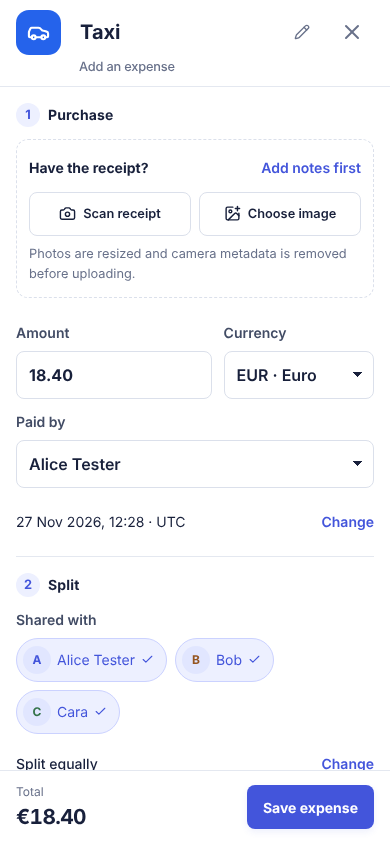 Taxi
Add an expense
1 Purchase
Have the receipt? Add notes first
Scan receipt Choose image
Photos are resized and camera metadata is removed
before uploading.
Amount Currency
18.40 EUR · Euro
Paid by
Alice Tester
27 Nov 2026, 12:28 · UTC Change
2 Split
Shared with
A Alice Tester B Bob
C Cara
Split equally Change
Total
€18.40 Save expense